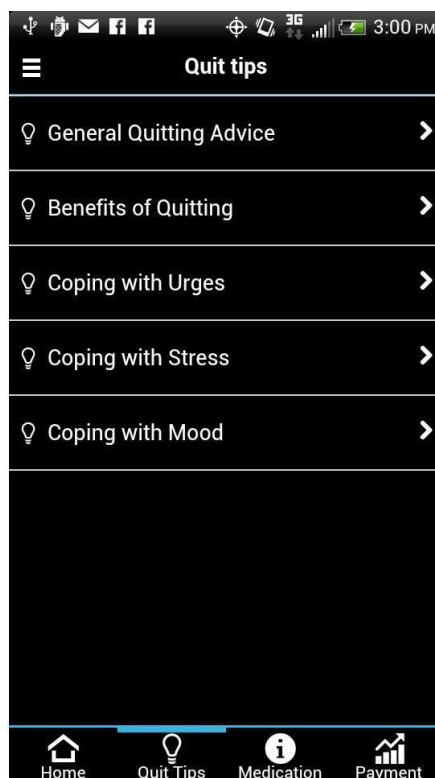 3G
3:00 PM
Quit tips
General Quitting Advice
Benefits of Quitting
Coping with Urges
Coping with Stress
Coping with Mood
Home Quit Tips Medication Payment